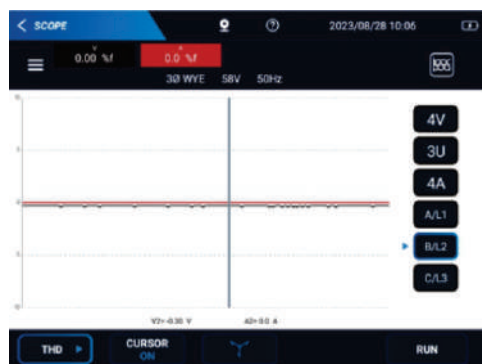 < SCOPE 2023/08/28 10:06
V A
0.00 %f 0.0 %f
3Ø WYE 58V 50Hz
4V
3U
4A
A/L1
B/L2
C/L3
V2=-0.30 V A2= 0.0 A
THD CURSOR ON RUN